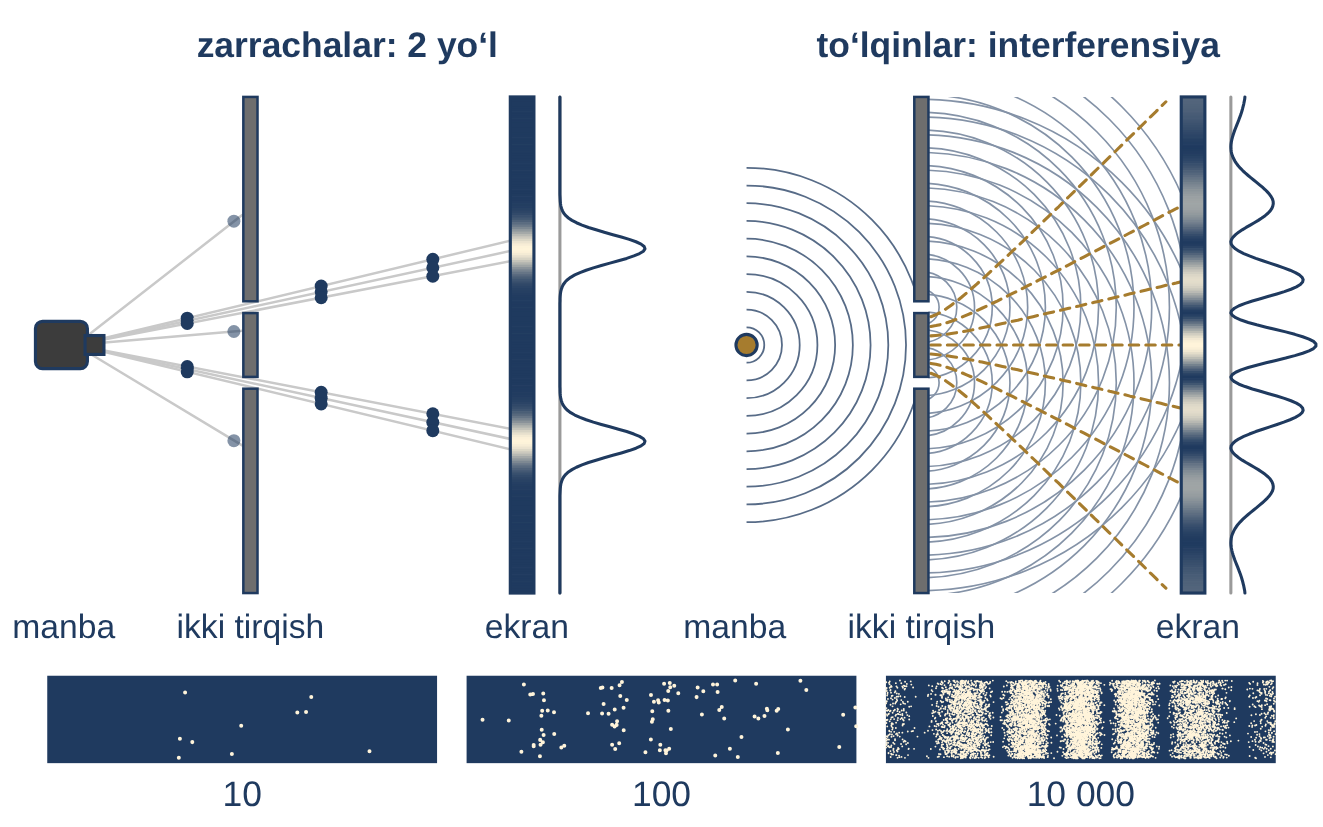 zarrachalar: 2 yo‘l
to‘lqinlar: interferensiya
manba
ikki tirqish
ekran
manba
ikki tirqish
ekran
10
100
10 000